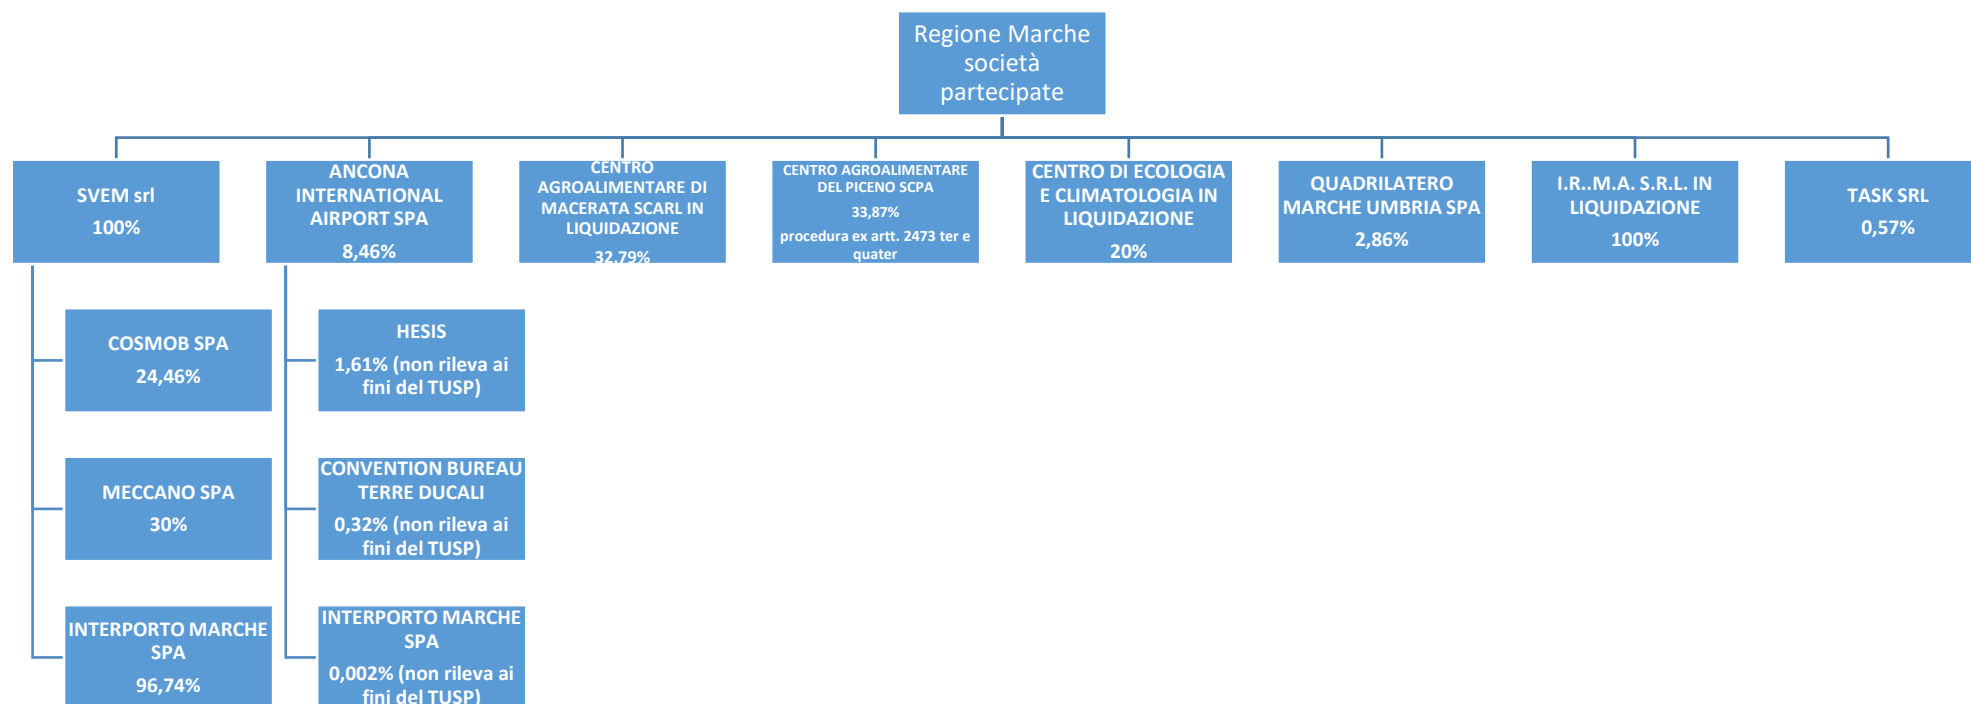 Regione Marche
società
partecipate
SVEM srl
100%
ANCONA
INTERNATIONAL
AIRPORT SPA
8,46%
CENTRO
AGROALIMENTARE DI
MACERATA SCARL IN
LIQUIDAZIONE
32,79%
CENTRO AGROALIMENTARE
DEL PICENO SCPA
33,87%
procedura ex artt. 2473 ter e
quater
CENTRO DI ECOLOGIA
E CLIMATOLOGIA IN
LIQUIDAZIONE
20%
QUADRILATERO
MARCHE UMBRIA SPA
2,86%
I.R..M.A. S.R.L. IN
LIQUIDAZIONE
100%
TASK SRL
0,57%
COSMOB SPA
24,46%
MECCANO SPA
30%
INTERPORTO MARCHE
SPA
96,74%
HESIS
1,61% (non rileva ai
fini del TUSP)
CONVENTION BUREAU
TERRE DUCALI
0,32% (non rileva ai
fini del TUSP)
INTERPORTO MARCHE
SPA
0,002% (non rileva ai
fini del TUSP)